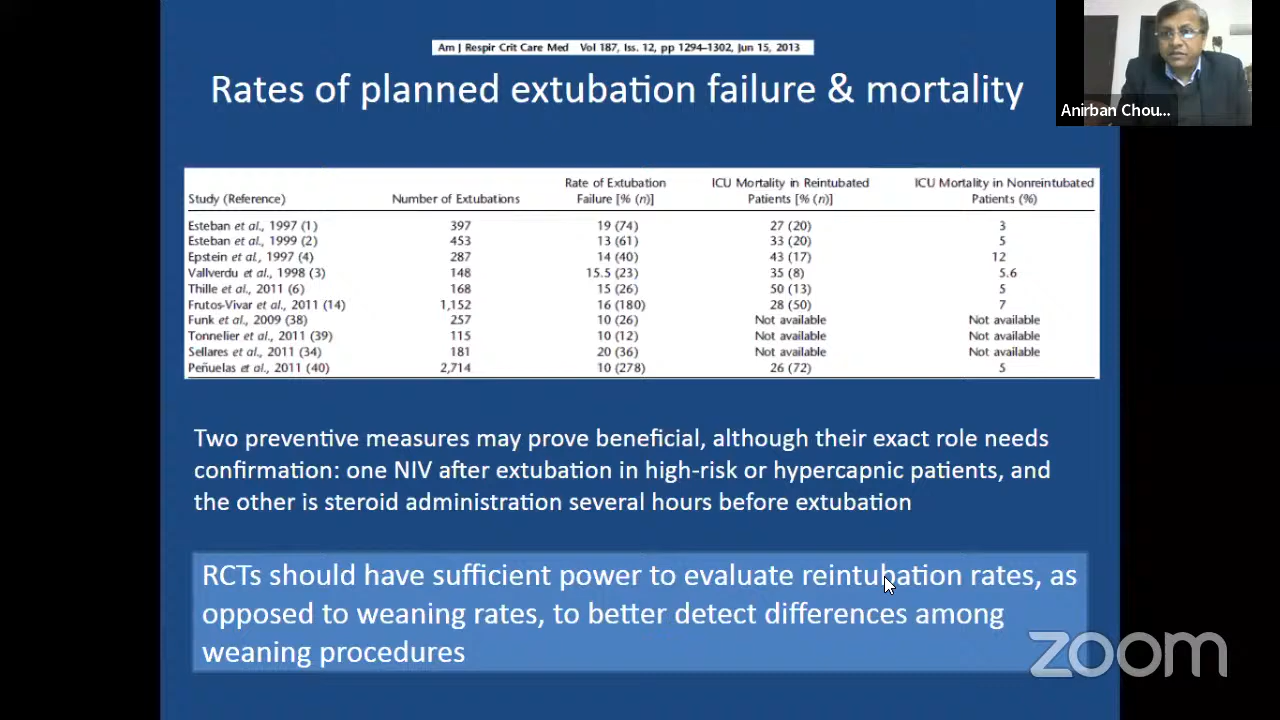 Am J Respir Crit Care Med Vol 187, Iss. 12, pp 1294–1302, Jun 15, 2013
Rates of planned extubation failure & mortality
Anirban Chou...
Study (Reference) Number of Extubations Rate of Extubation Failure [% (n)] ICU Mortality in Reintubated Patients [% (n)] ICU Mortality in Nonreintubated Patients (%)
Esteban et al., 1997 (1) 397 19 (74) 27 (20) 3
Esteban et al., 1999 (2) 453 13 (61) 33 (20) 5
Epstein et al., 1997 (4) 287 14 (40) 43 (17) 12
Vallverdu et al., 1998 (3) 148 15.5 (23) 35 (8) 5.6
Thille et al., 2011 (6) 168 15 (26) 50 (13) 5
Frutos-Vivar et al., 2011 (14) 1,152 16 (180) 28 (50) 7
Funk et al., 2009 (38) 257 10 (26) Not available Not available
Tonnelier et al., 2011 (39) 115 10 (12) Not available Not available
Sellares et al., 2011 (34) 181 20 (36) Not available Not available
Peñuelas et al., 2011 (40) 2,714 10 (278) 26 (72) 5
Two preventive measures may prove beneficial, although their exact role needs
confirmation: one NIV after extubation in high-risk or hypercapnic patients, and
the other is steroid administration several hours before extubation
RCTs should have sufficient power to evaluate reintubation rates, as
opposed to weaning rates, to better detect differences among
weaning procedures
zoom